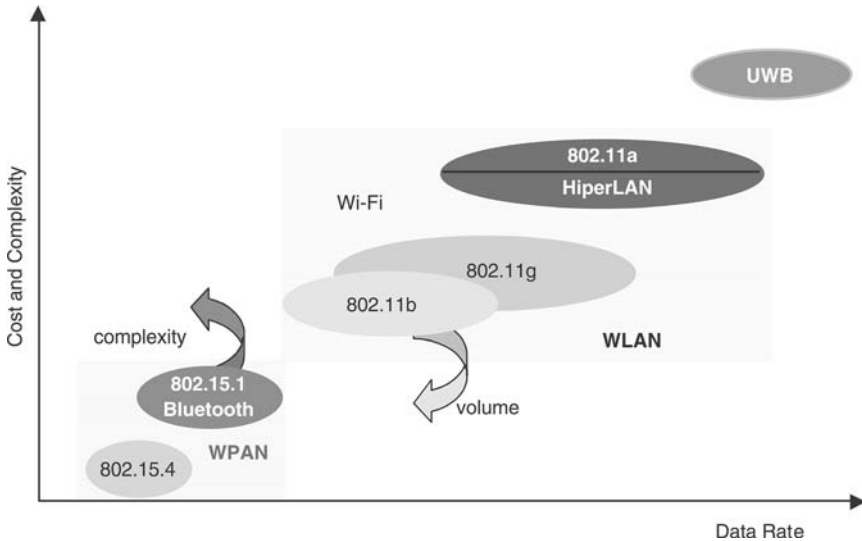 UWB
802.11a
HiperLAN
Wi-Fi
802.11g
802.11b
Cost and Complexity
complexity
WLAN
802.15.1
Bluetooth
volume
WPAN
802.15.4
Data Rate